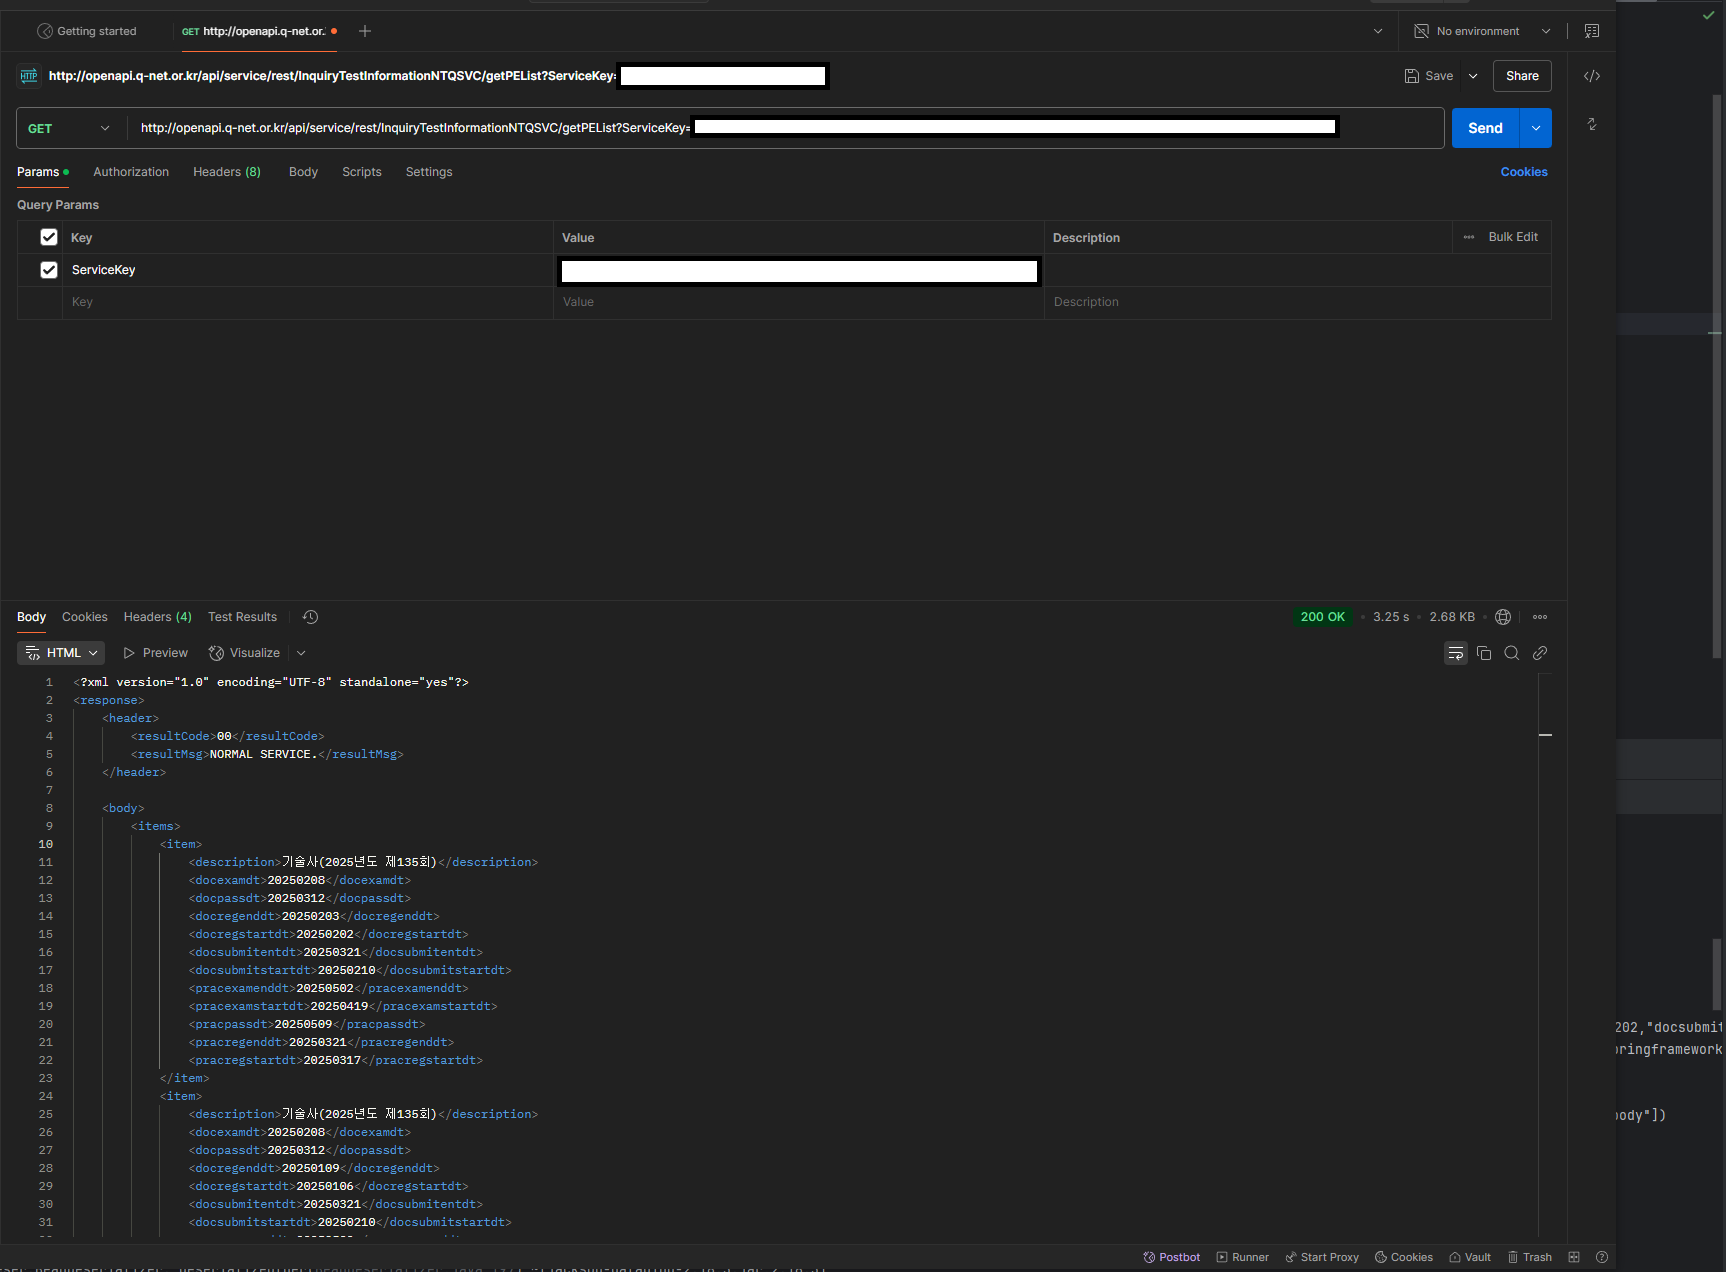 Getting started
GET http://openapi.q-net.or.
No environment
HTTP http://openapi.q-net.or.kr/api/service/rest/InquiryTestInformationNTQSVC/getPEList?ServiceKey=
Save
Share
GET
http://openapi.q-net.or.kr/api/service/rest/InquiryTestInformationNTQSVC/getPEList?ServiceKey=
Send
Params
Authorization
Headers (8)
Body
Scripts
Settings
Cookies
Query Params
Key
Value
Description
Bulk Edit
ServiceKey
Key
Value
Description
Body
Cookies
Headers (4)
Test Results
200 OK
3.25 s
2.68 KB
HTML
Preview
Visualize
1 <?xml version="1.0" encoding="UTF-8" standalone="yes"?>
2 <response>
3 <header>
4 <resultCode>00</resultCode>
5 <resultMsg>NORMAL SERVICE.</resultMsg>
6 </header>
7
8 <body>
9 <items>
10 <item>
11 <description>기술사(2025년도 제135회)</description>
12 <docexamdt>20250208</docexamdt>
13 <docpassdt>20250312</docpassdt>
14 <docregenddt>20250203</docregenddt>
15 <docregstartdt>20250202</docregstartdt>
16 <docsubmitentdt>20250321</docsubmitentdt>
17 <docsubmitstartdt>20250210</docsubmitstartdt>
18 <pracexamenddt>20250502</pracexamenddt>
19 <pracexamstartdt>20250419</pracexamstartdt>
20 <pracpassdt>20250509</pracpassdt>
21 <pracregenddt>20250321</pracregenddt>
22 <pracregstartdt>20250317</pracregstartdt>
23 </item>
24 <item>
25 <description>기술사(2025년도 제135회)</description>
26 <docexamdt>20250208</docexamdt>
27 <docpassdt>20250312</docpassdt>
28 <docregenddt>20250109</docregenddt>
29 <docregstartdt>20250106</docregstartdt>
30 <docsubmitentdt>20250321</docsubmitentdt>
31 <docsubmitstartdt>20250210</docsubmitstartdt>
202,"docsubmit
ringframework
body"])
Postbot
Runner
Start Proxy
Cookies
Vault
Trash